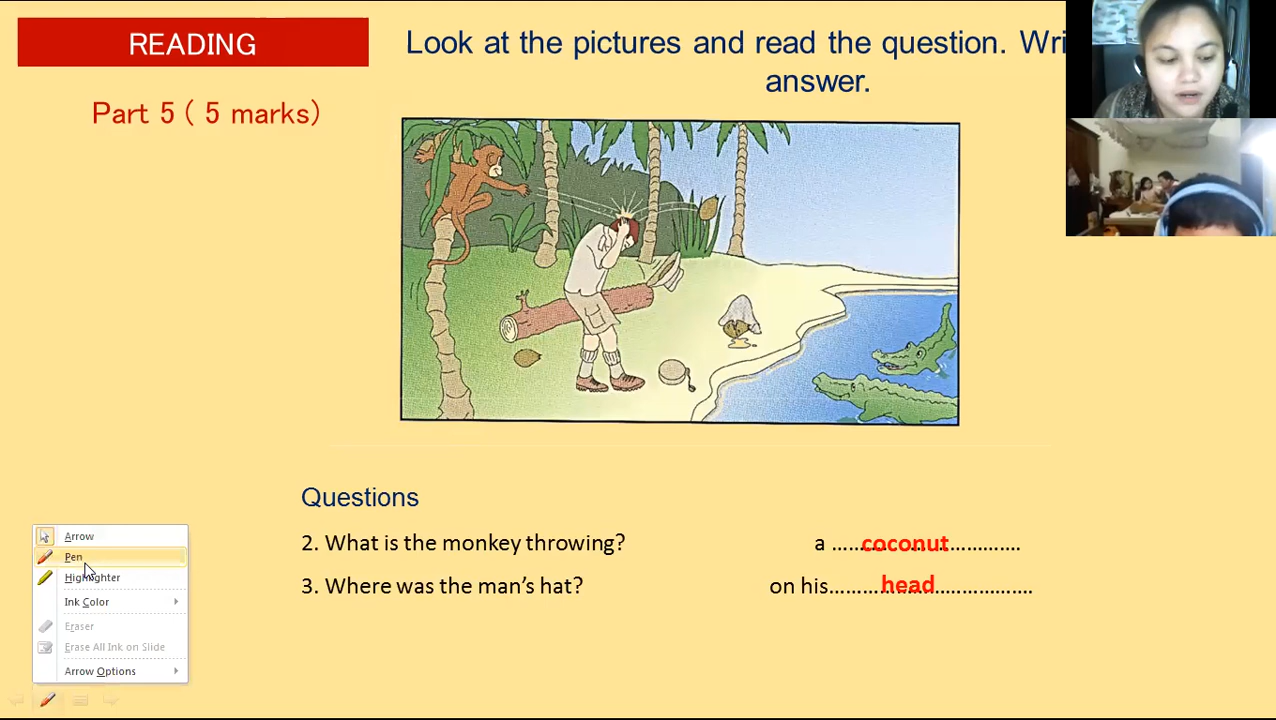 READING
Look at the pictures and read the question. Wri
answer.
Part 5 ( 5 marks)
Questions
2. What is the monkey throwing? a ...coconut............
3. Where was the man's hat? on his......head.................
Arrow
Pen
Highlighter
Ink Color
Eraser
Erase All Ink on Slide
Arrow Options